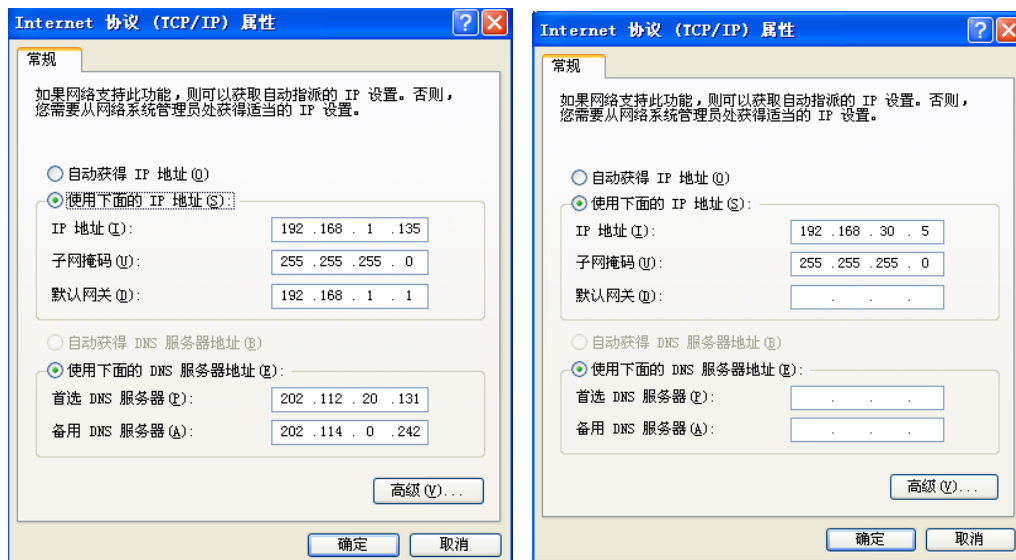 Internet 协议 (TCP/IP) 属性
常规
如果网络支持此功能，则可以获取自动指派的 IP 设置。否则，
您需要从网络系统管理员处获得适当的 IP 设置。
自动获得 IP 地址(O)
使用下面的 IP 地址(S):
IP 地址(I): 192 .168 . 1 .135
子网掩码(U): 255 .255 .255 . 0
默认网关(D): 192 .168 . 1 . 1
自动获得 DNS 服务器地址(B)
使用下面的 DNS 服务器地址(E):
首选 DNS 服务器(P): 202 .112 . 20 .131
备用 DNS 服务器(A): 202 .114 . 0 .242
高级(V)...
确定 取消
Internet 协议 (TCP/IP) 属性
常规
如果网络支持此功能，则可以获取自动指派的 IP 设置。否则，
您需要从网络系统管理员处获得适当的 IP 设置。
自动获得 IP 地址(O)
使用下面的 IP 地址(S):
IP 地址(I): 192 .168 . 30 . 5
子网掩码(U): 255 .255 .255 . 0
默认网关(D): . . .
自动获得 DNS 服务器地址(B)
使用下面的 DNS 服务器地址(E):
首选 DNS 服务器(P): . . .
备用 DNS 服务器(A): . . .
高级(V)...
确定 取消